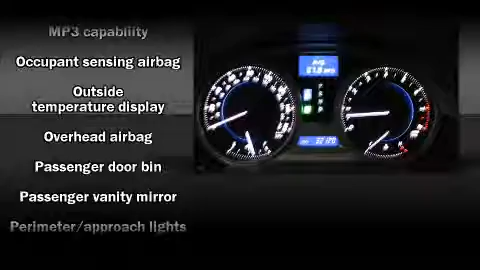 MP3 capability
Occupant sensing airbag
Outside
temperature display
Overhead airbag
Passenger door bin
Passenger vanity mirror
Perimeter/approach lights
AVG